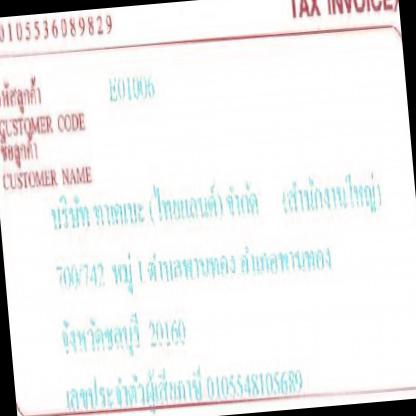 TAX INVOICE/
0105536089829
รหัสลูกค้า E01006
CUSTOMER CODE
ชื่อลูกค้า
CUSTOMER NAME
บริษัท ทาคเบะ (ไทยแลนด์) จำกัด (สำนักงานใหญ่)
700/742 หมู่ 1 ตำบลพานทอง อำเภอพานทอง
จังหวัดชลบุรี 20160
เลขประจำตัวผู้เสียภาษี 0105548105689